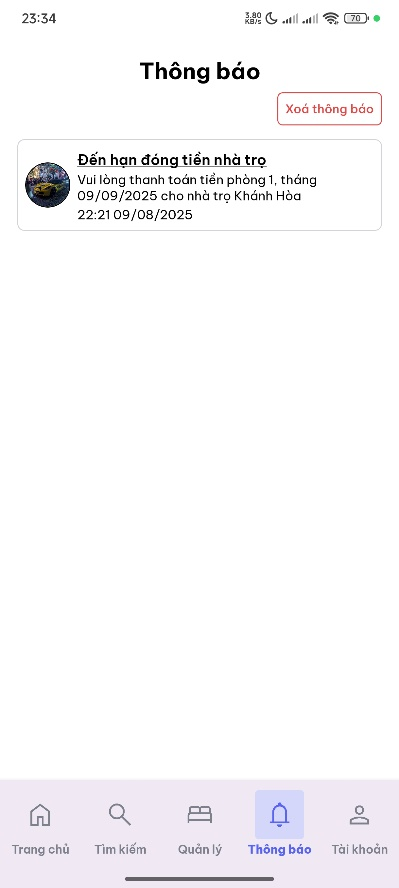 23:34
3.80
KB/s
70
Thông báo
Xoá thông báo
Đến hạn đóng tiền nhà trọ
Vui lòng thanh toán tiền phòng 1, tháng
09/09/2025 cho nhà trọ Khánh Hòa
22:21 09/08/2025
Trang chủ Tìm kiếm Quản lý Thông báo Tài khoản